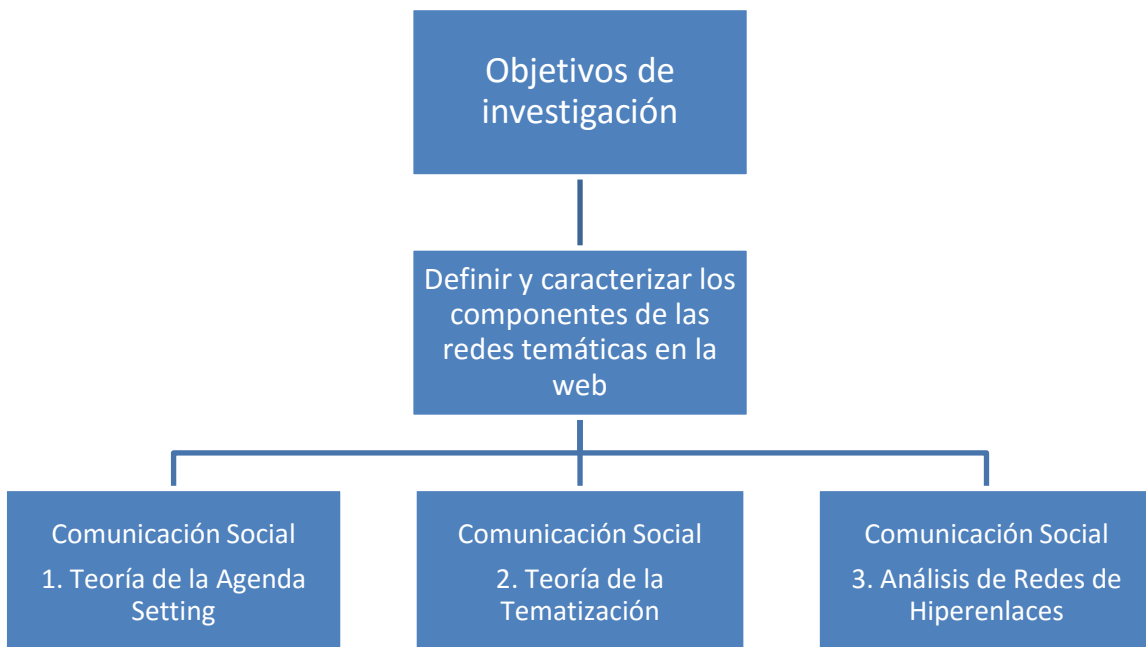 Objetivos de
investigación
Definir y caracterizar los
componentes de las
redes temáticas en la
web
Comunicación Social
1. Teoría de la Agenda
Setting
Comunicación Social
2. Teoría de la
Tematización
Comunicación Social
3. Análisis de Redes de
Hiperenlaces